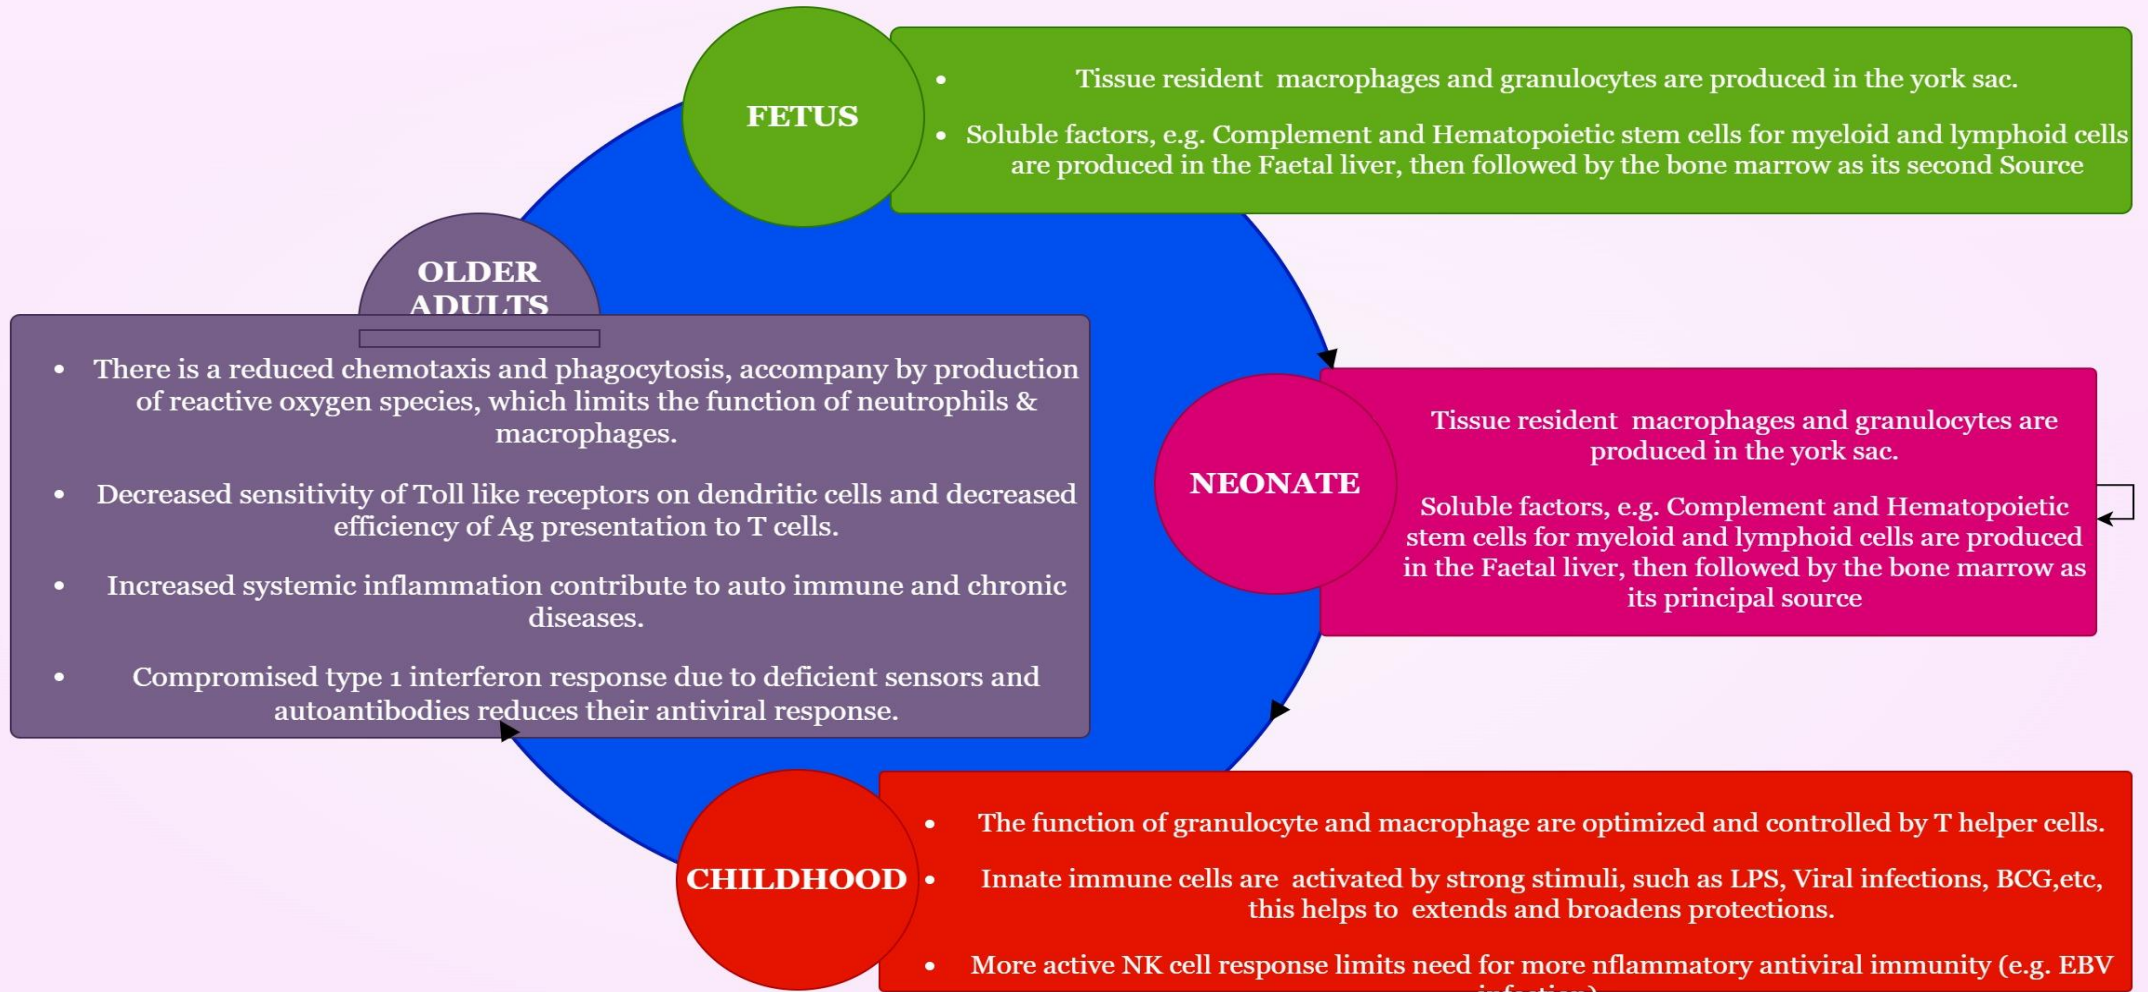 FETUS
• Tissue resident macrophages and granulocytes are produced in the york sac.
• Soluble factors, e.g. Complement and Hematopoietic stem cells for myeloid and lymphoid cells
are produced in the Faetal liver, then followed by the bone marrow as its second Source
OLDER
ADULTS
• There is a reduced chemotaxis and phagocytosis, accompany by production
of reactive oxygen species, which limits the function of neutrophils &
macrophages.
• Decreased sensitivity of Toll like receptors on dendritic cells and decreased
efficiency of Ag presentation to T cells.
• Increased systemic inflammation contribute to auto immune and chronic
diseases.
• Compromised type 1 interferon response due to deficient sensors and
autoantibodies reduces their antiviral response.
NEONATE
Tissue resident macrophages and granulocytes are
produced in the york sac.
Soluble factors, e.g. Complement and Hematopoietic
stem cells for myeloid and lymphoid cells are produced
in the Faetal liver, then followed by the bone marrow as
its principal source
CHILDHOOD
• The function of granulocyte and macrophage are optimized and controlled by T helper cells.
• Innate immune cells are activated by strong stimuli, such as LPS, Viral infections, BCG,etc,
this helps to extends and broadens protections.
• More active NK cell response limits need for more nflammatory antiviral immunity (e.g. EBV
infection)